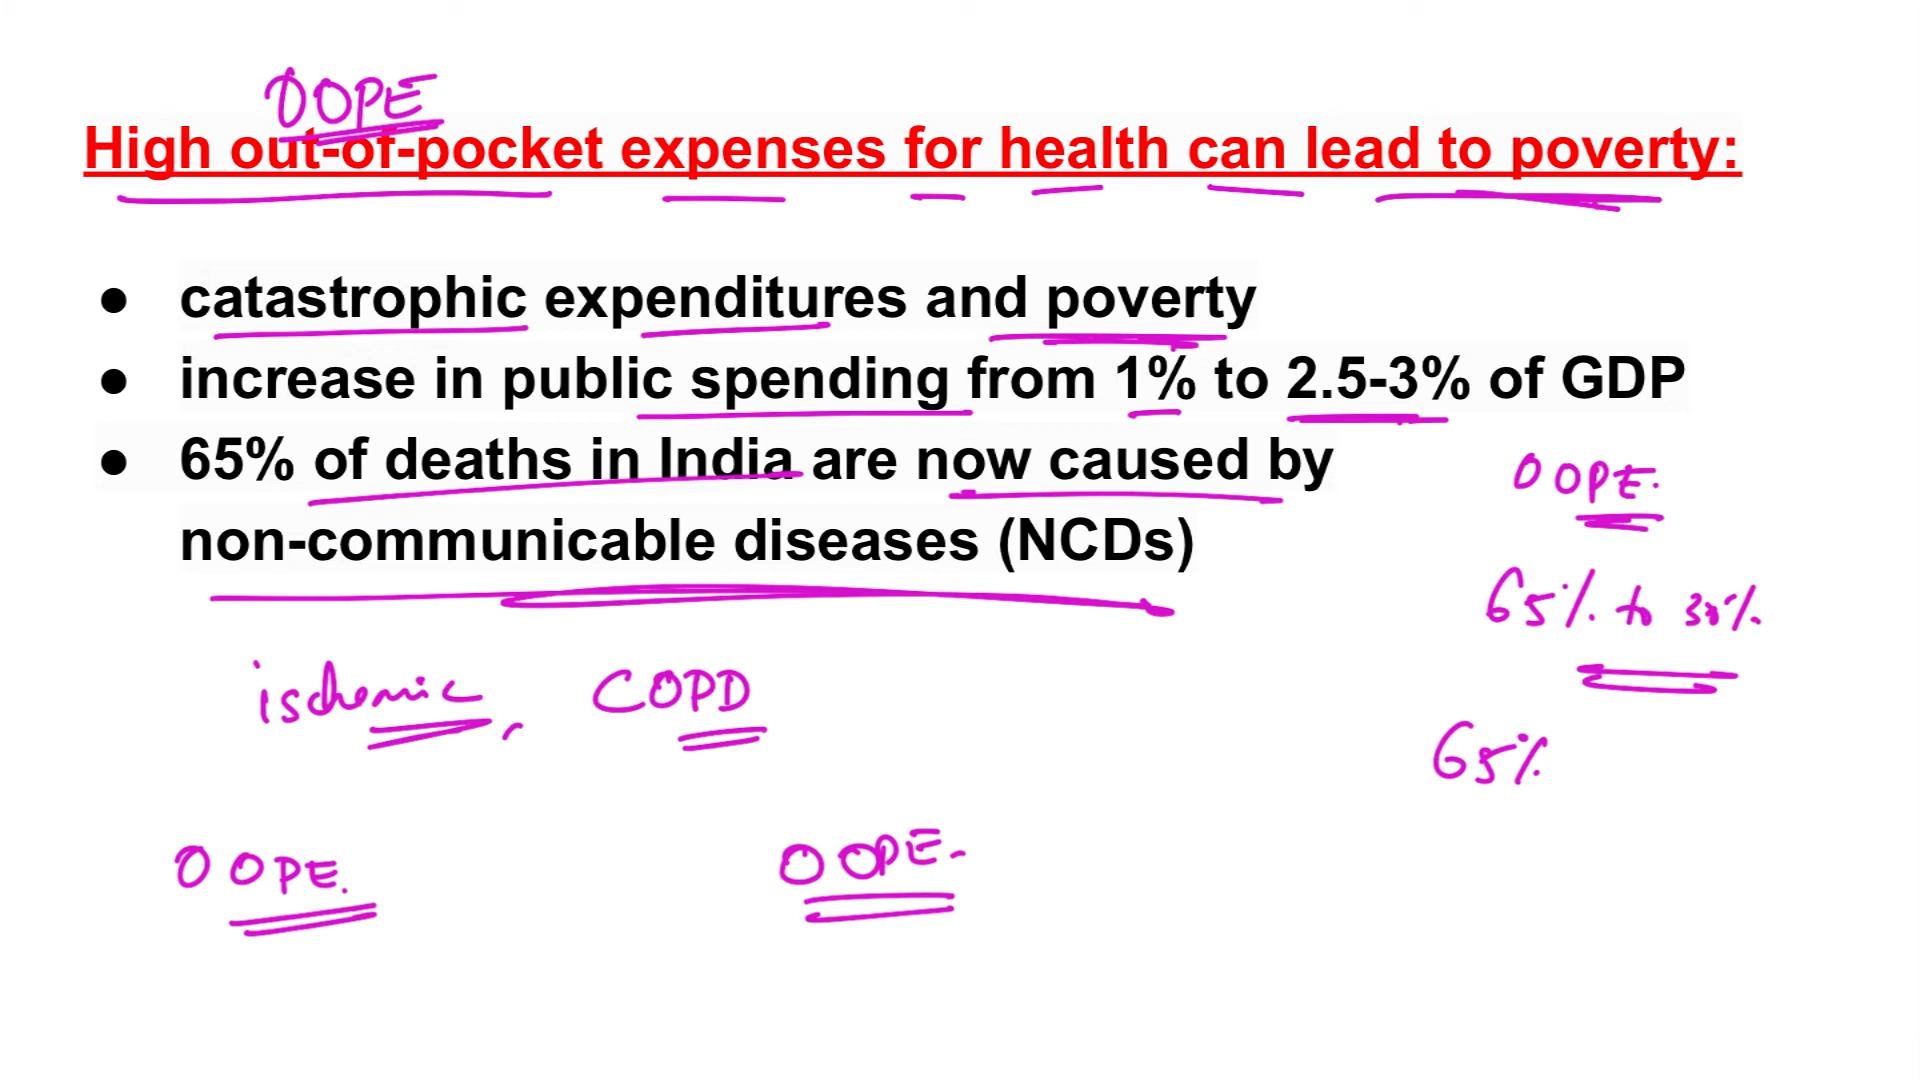 OOPE
High out-of-pocket expenses for health can lead to poverty:
● catastrophic expenditures and poverty
● increase in public spending from 1% to 2.5-3% of GDP
● 65% of deaths in India are now caused by
non-communicable diseases (NCDs)
OOPE.
65% to 30%
ischemic, COPD
65%
OOPE. OOPE.